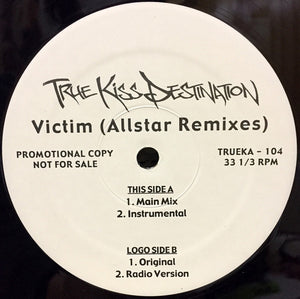 TRUE KISS DESTINATION
Victim (Allstar Remixes)
PROMOTIONAL COPY
NOT FOR SALE
TRUEKA - 104
33 1/3 RPM
THIS SIDE A
1. Main Mix
2. Instrumental
LOGO SIDE B
1. Original
2. Radio Version